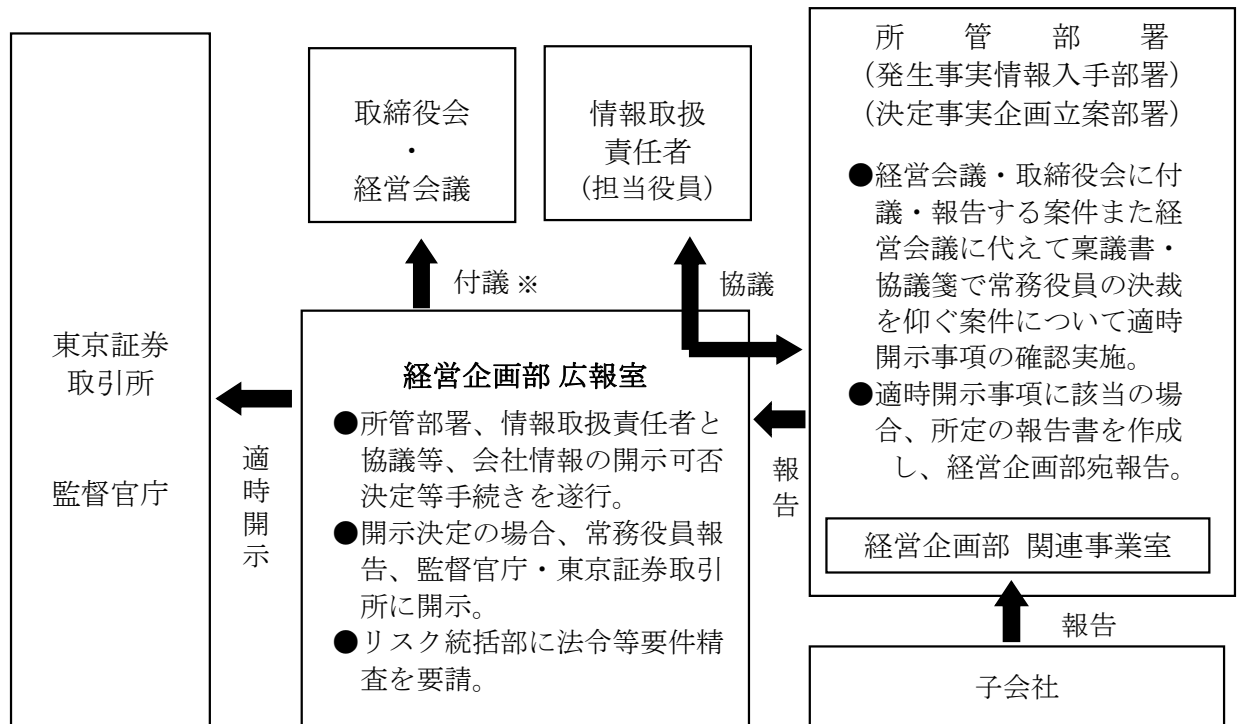 東京証券
取引所
監督官庁
適時開示
取締役会
・
経営会議
付議※
情報取扱
責任者
(担当役員)
協議
経営企画部 広報室
●所管部署、情報取扱責任者と
協議等、会社情報の開示可否
決定等手続きを遂行。
●開示決定の場合、常務役員報
告、監督官庁・東京証券取引
所に開示。
●リスク統括部に法令等要件精
査を要請。
報告
所管部署
(発生事実情報入手部署)
(決定事実企画立案部署)
●経営会議・取締役会に付
議・報告する案件また経
営会議に代えて稟議書・
協議箋で常務役員の決裁
を仰ぐ案件について適時
開示事項の確認実施。
●適時開示事項に該当の場
合、所定の報告書を作成
し、経営企画部宛報告。
経営企画部 関連事業室
報告
子会社